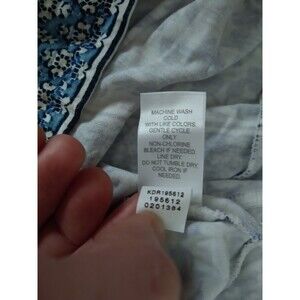 MACHINE WASH
COLD
WITH LIKE COLORS.
GENTLE CYCLE
ONLY
NON-CHLORINE
BLEACH IF NEEDED.
LINE DRY.
DO NOT TUMBLE DRY.
COOL IRON IF
NEEDED.
KDR195612
195612
0201384